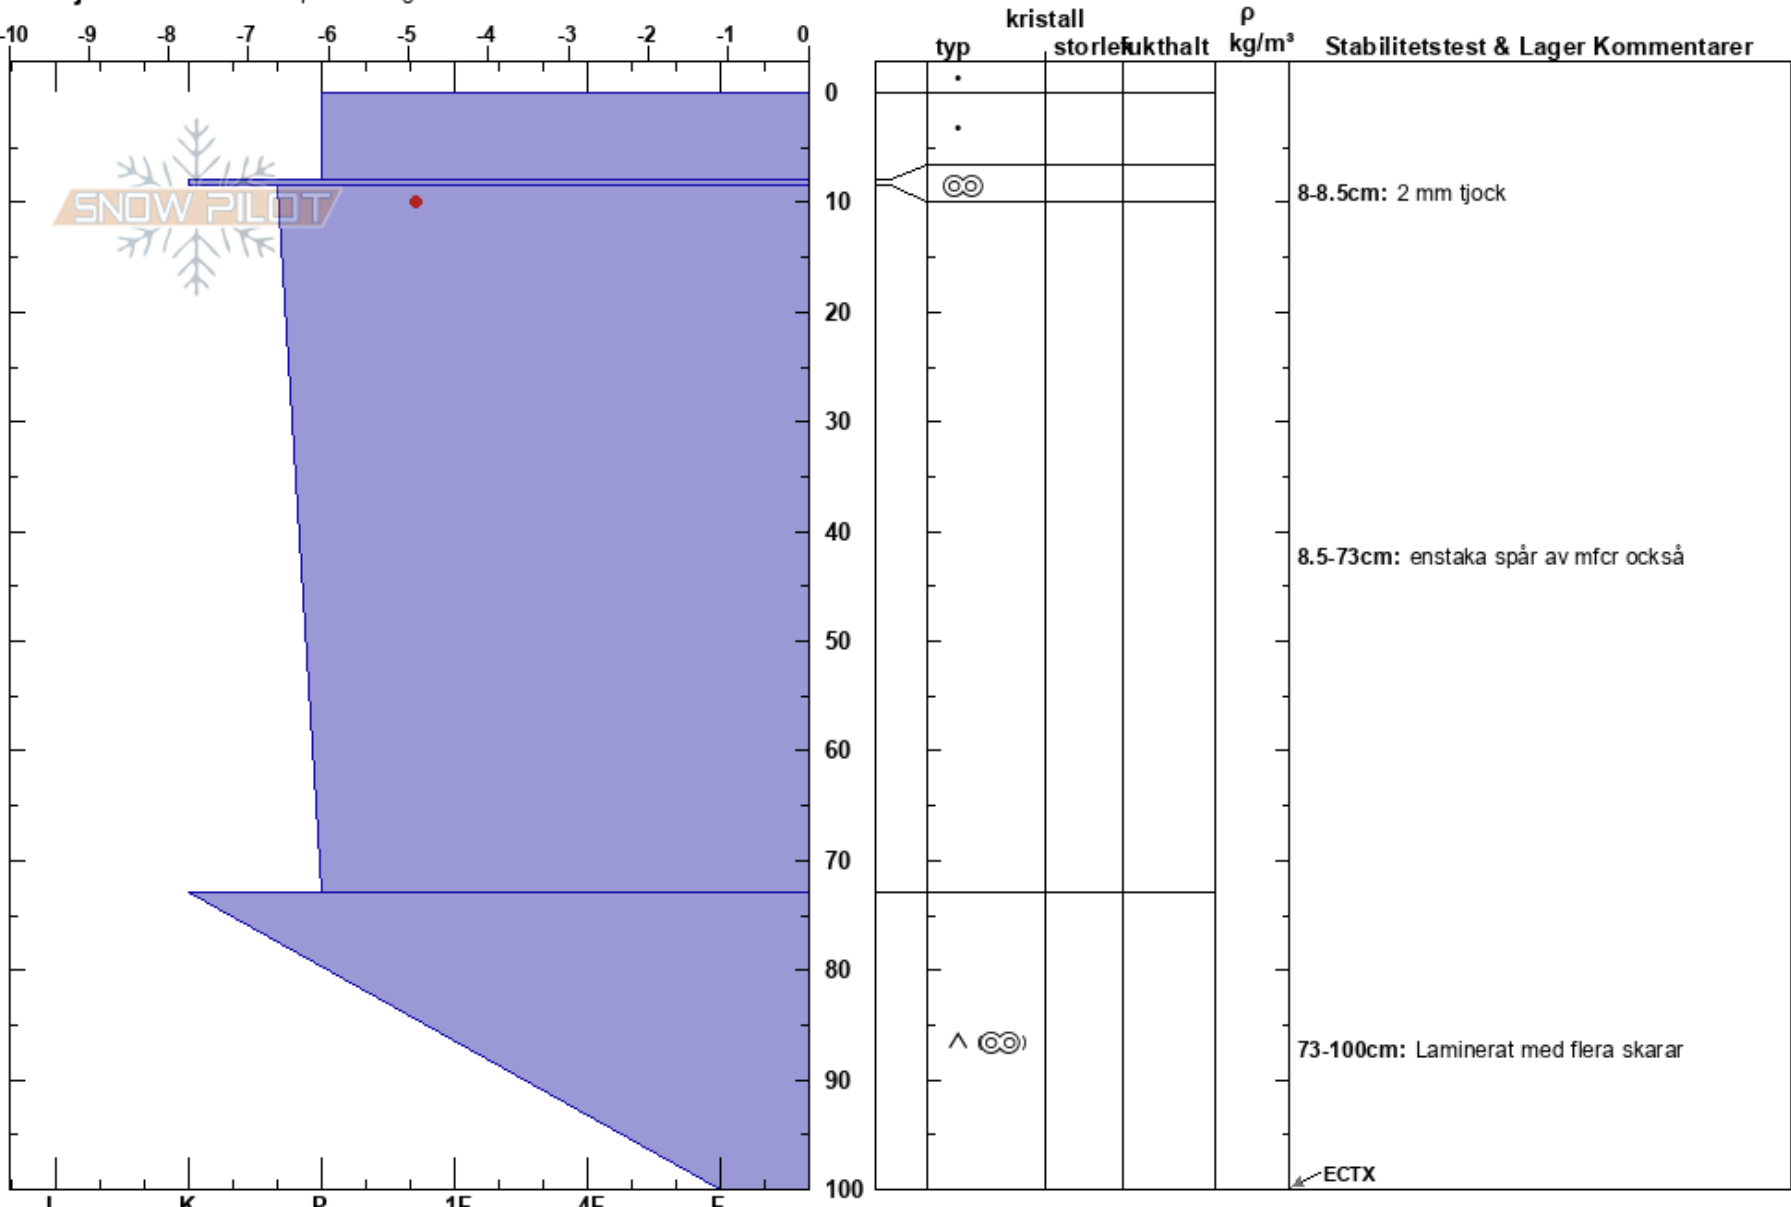 kristall ρ
-10 -9 -8 -7 -6 -5 -4 -3 -2 -1 0 typ storlek fukthalt kg/m³ Stabilitetstest & Lager Kommentarer
0
SNOW PILOT
10
8-8.5cm: 2 mm tjock
20
30
40
8.5-73cm: enstaka spår av mfcr också
50
60
70
80
73-100cm: Laminerat med flera skarar
90
ECTX
100
K P 1F 4F F